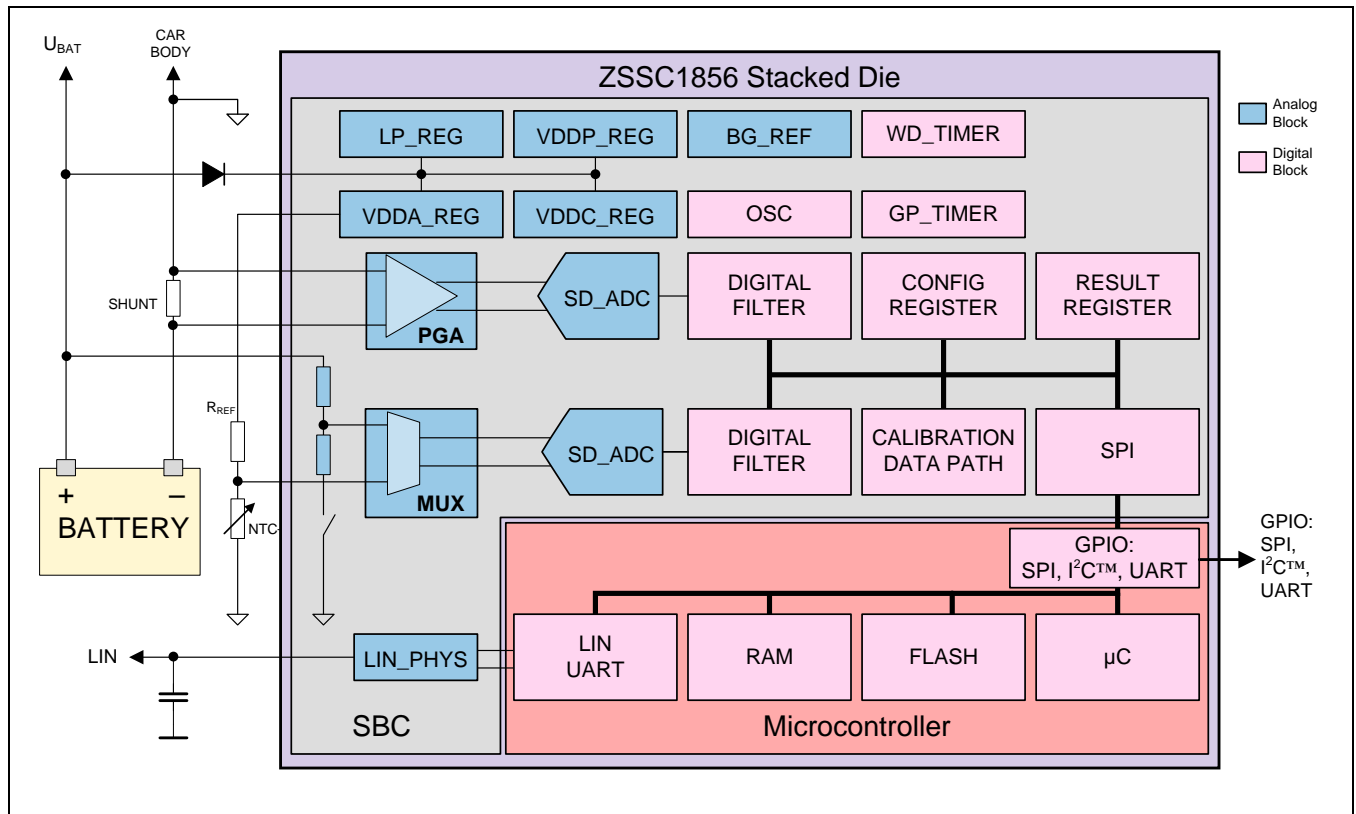 U_BAT
CAR
BODY
ZSSC1856 Stacked Die
Analog
Block
Digital
Block
LP_REG
VDDP_REG
BG_REF
WD_TIMER
VDDA_REG
VDDC_REG
OSC
GP_TIMER
SHUNT
PGA
SD_ADC
DIGITAL
FILTER
CONFIG
REGISTER
RESULT
REGISTER
R_REF
MUX
SD_ADC
DIGITAL
FILTER
CALIBRATION
DATA PATH
SPI
+
–
BATTERY
NTC
GPIO:
SPI, I²C™, UART
GPIO:
SPI,
I²C™,
UART
LIN
LIN_PHYS
LIN
UART
RAM
FLASH
µC
SBC
Microcontroller